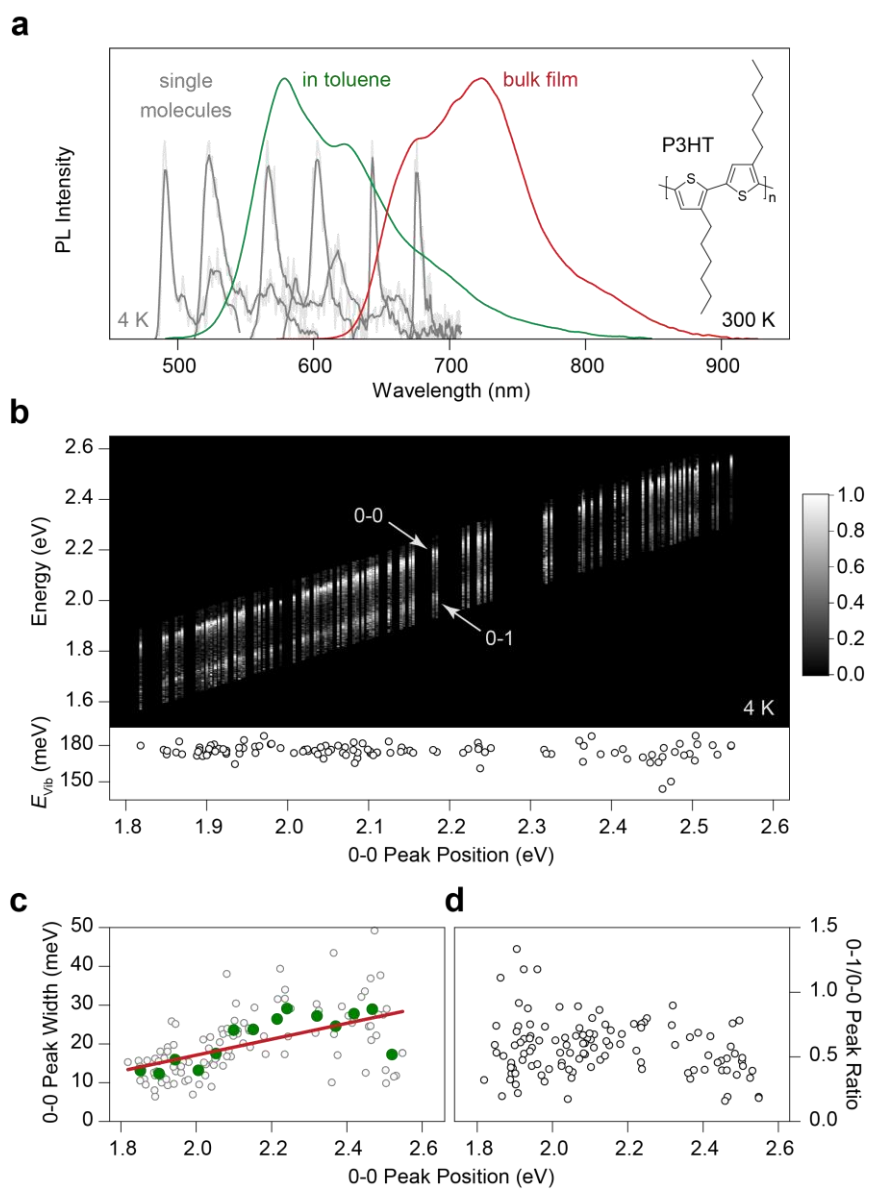 a
single
molecules
in toluene
bulk film
P3HT
S
S
n
PL Intensity
4 K
300 K
500
600
700
800
900
Wavelength (nm)
b
2.6
2.4
2.2
2.0
1.8
1.6
Energy (eV)
0-0
0-1
4 K
1.0
0.8
0.6
0.4
0.2
0.0
180
150
EVib (meV)
1.8
1.9
2.0
2.1
2.2
2.3
2.4
2.5
2.6
0-0 Peak Position (eV)
c
50
40
30
20
10
0
0-0 Peak Width (meV)
1.8
2.0
2.2
2.4
2.6
d
1.5
1.0
0.5
0.0
0-1/0-0 Peak Ratio
1.8
2.0
2.2
2.4
2.6
0-0 Peak Position (eV)